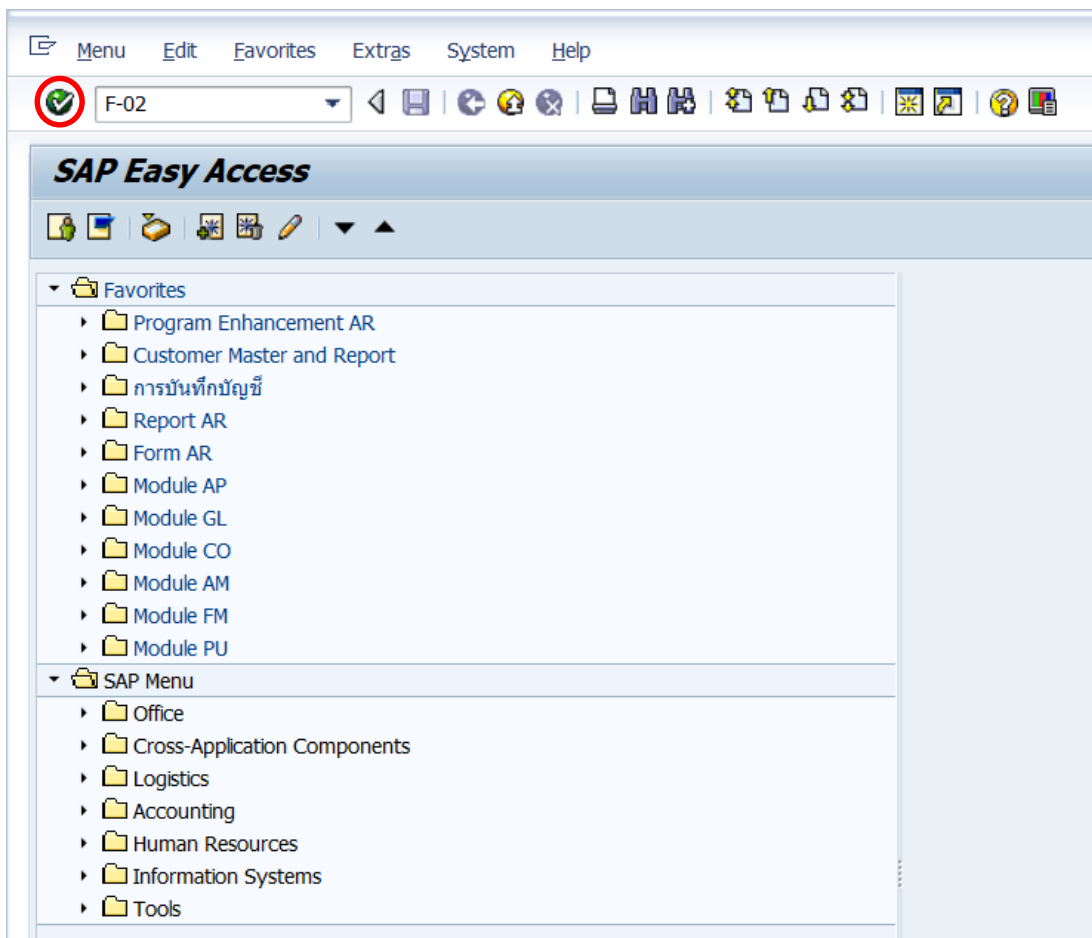 Menu Edit Favorites Extras System Help
F-02
SAP Easy Access
Favorites
Program Enhancement AR
Customer Master and Report
การบันทึกบัญชี
Report AR
Form AR
Module AP
Module GL
Module CO
Module AM
Module FM
Module PU
SAP Menu
Office
Cross-Application Components
Logistics
Accounting
Human Resources
Information Systems
Tools